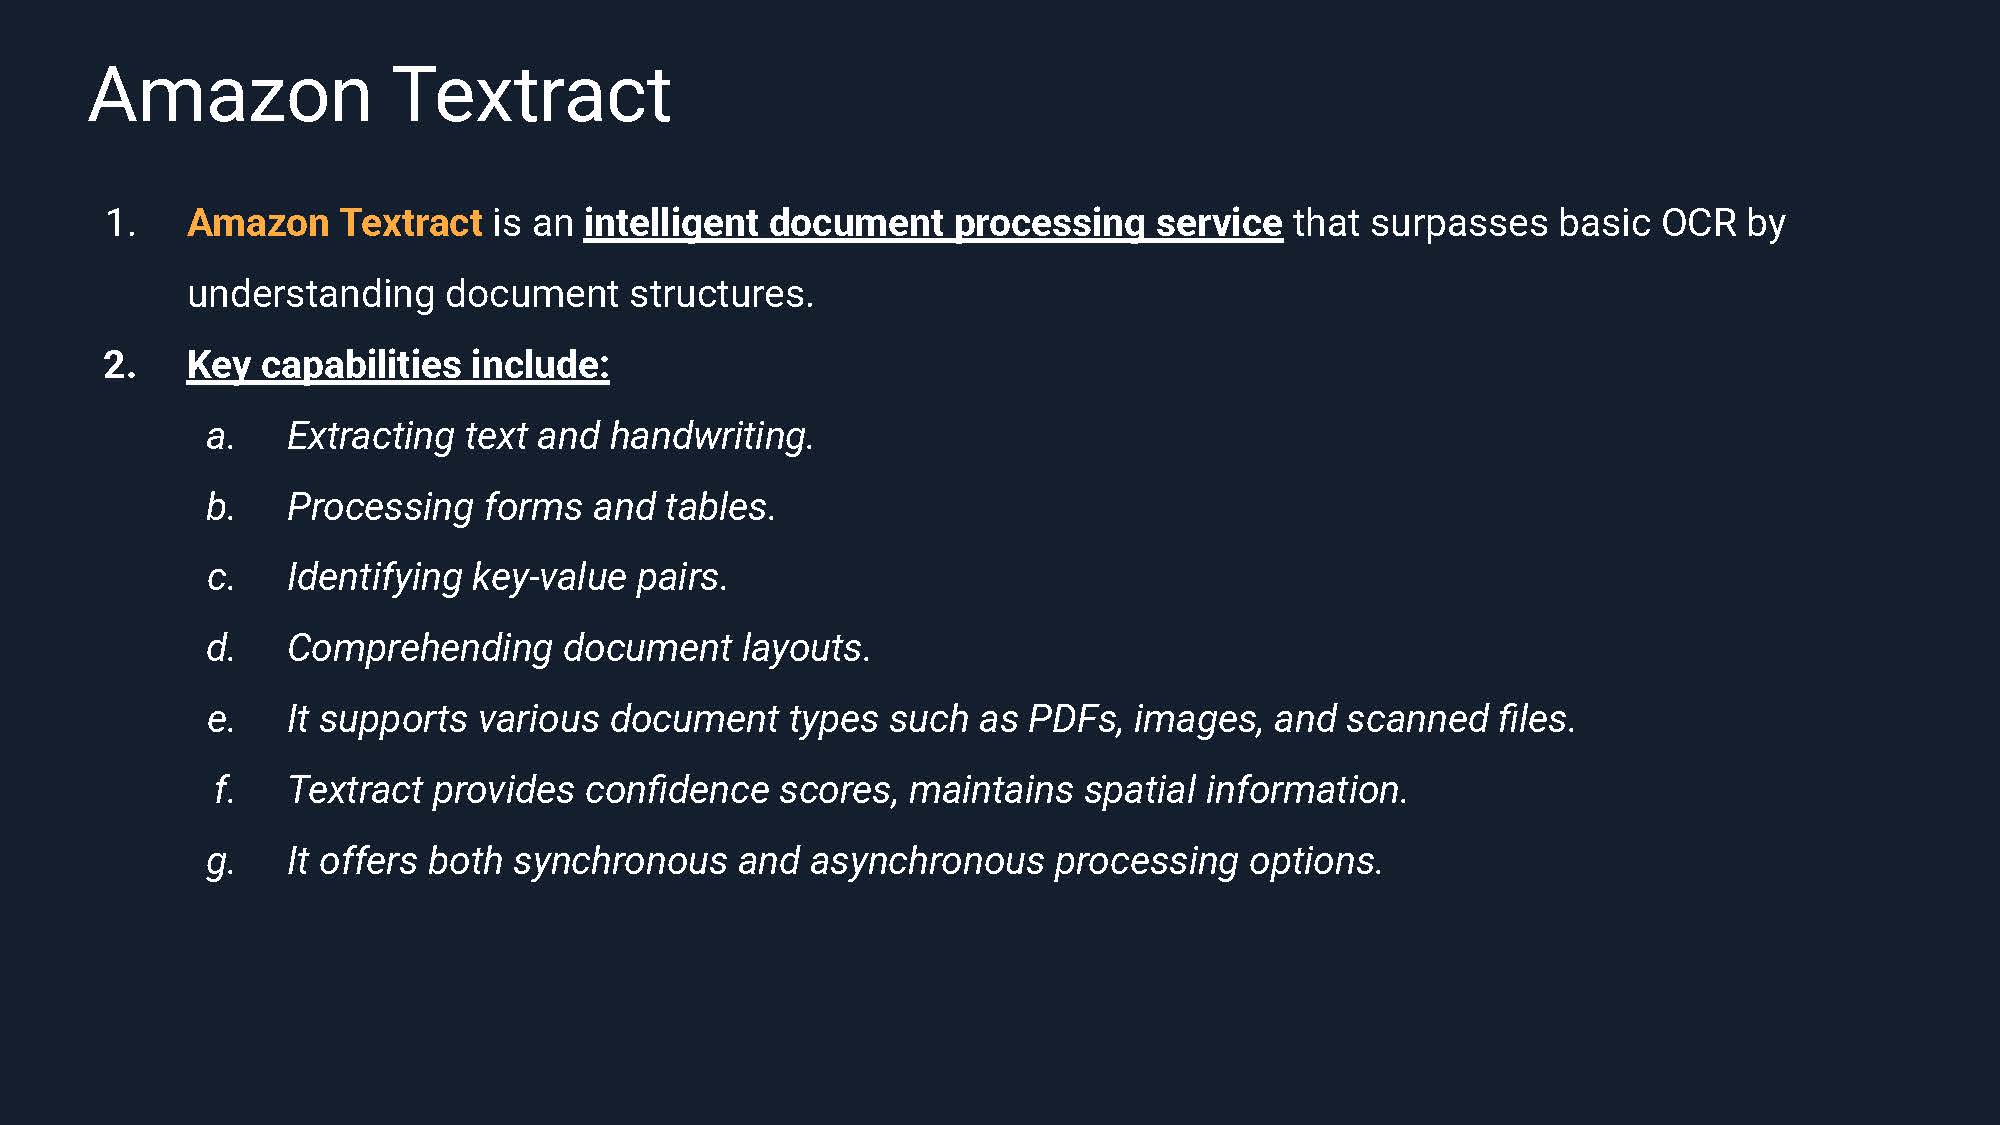 Amazon Textract
1. Amazon Textract is an intelligent document processing service that surpasses basic OCR by
understanding document structures.
2. Key capabilities include:
a. Extracting text and handwriting.
b. Processing forms and tables.
c. Identifying key-value pairs.
d. Comprehending document layouts.
e. It supports various document types such as PDFs, images, and scanned files.
f. Textract provides confidence scores, maintains spatial information.
g. It offers both synchronous and asynchronous processing options.